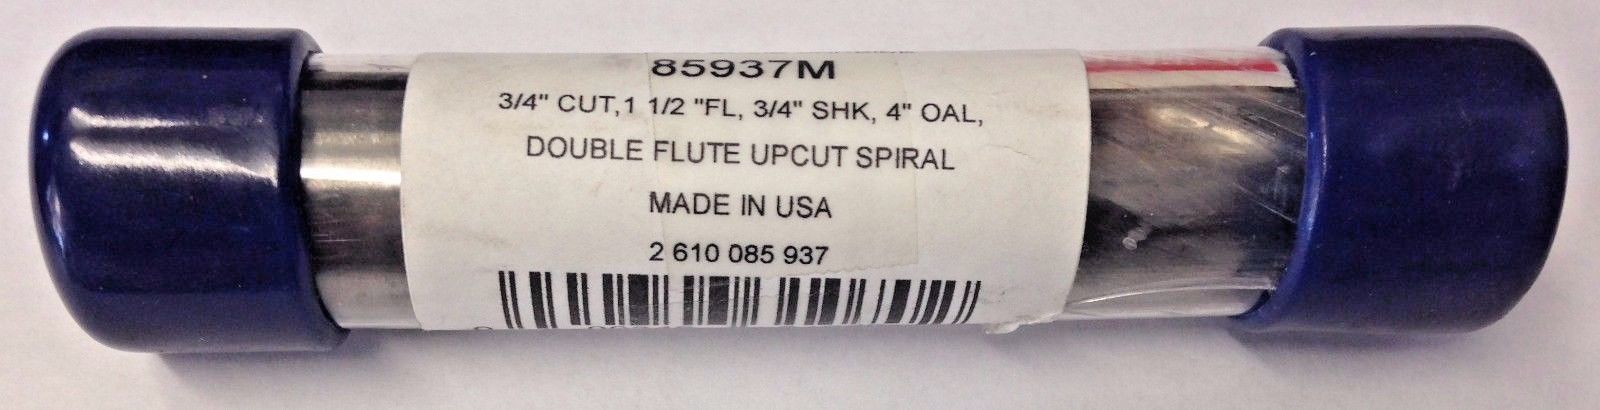 85937M
3/4" CUT,1 1/2 "FL, 3/4" SHK, 4" OAL,
DOUBLE FLUTE UPCUT SPIRAL
MADE IN USA
2 610 085 937